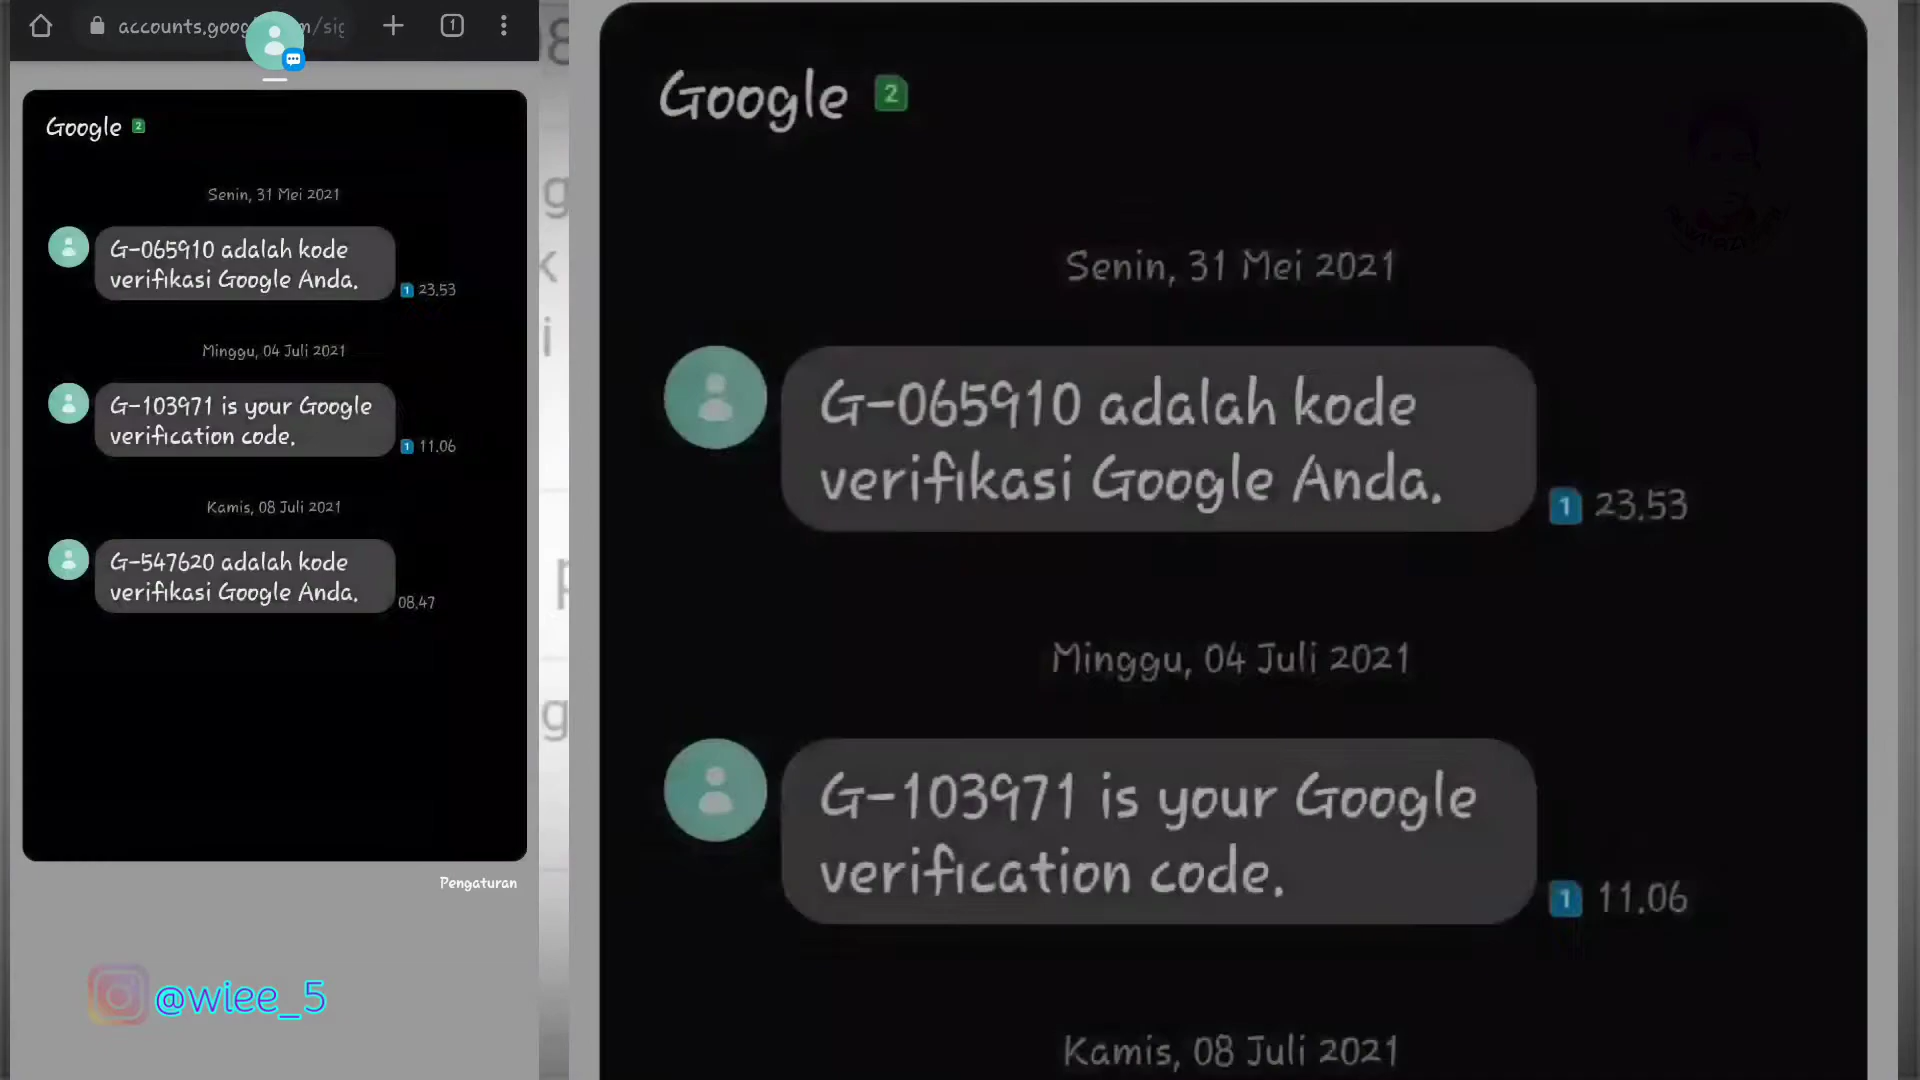 1
Google 2
Senin, 31 Mei 2021
G-065910 adalah kode
verifikasi Google Anda.
1 23.53
Minggu, 04 Juli 2021
G-103971 is your Google
verification code.
1 11.06
Kamis, 08 Juli 2021
G-547620 adalah kode
verifikasi Google Anda.
08.47
Pengaturan
@wiee_5
Google 2
Senin, 31 Mei 2021
G-065910 adalah kode
verifikasi Google Anda.
1 23.53
Minggu, 04 Juli 2021
G-103971 is your Google
verification code.
1 11.06
Kamis, 08 Juli 2021